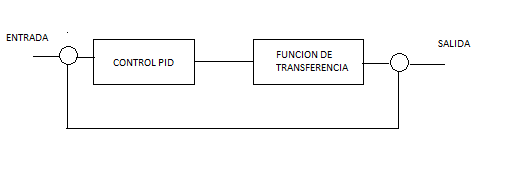 ENTRADA
CONTROL PID
FUNCION DE
TRANSFERENCIA
SALIDA